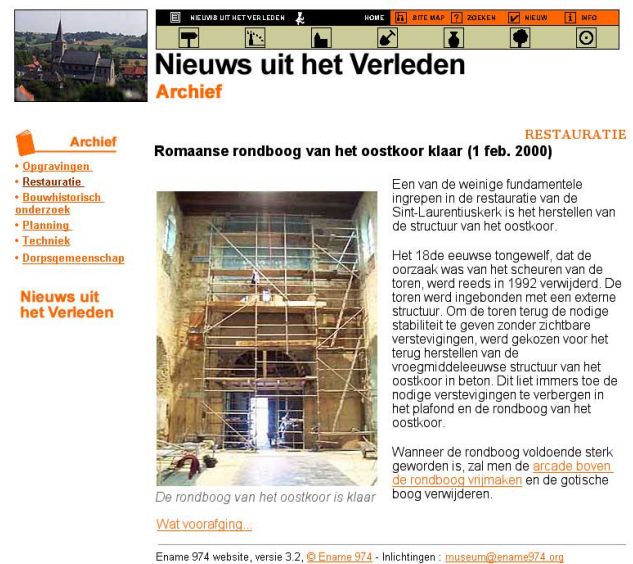 NIEUWS UIT HET VERLEDEN HOME SITE MAP ZOEKEN NIEUW INFO
Nieuws uit het Verleden
Archief
Archief
• Opgravingen
• Restauratie
• Bouwhistorisch
onderzoek
• Planning
• Techniek
• Dorpsgemeenschap
Nieuws uit
het Verleden
RESTAURATIE
Romaanse rondboog van het oostkoor klaar (1 feb. 2000)
Een van de weinige fundamentele
ingrepen in de restauratie van de
Sint-Laurentiuskerk is het herstellen van
de structuur van het oostkoor.
Het 18de eeuwse tongewelf, dat de
oorzaak was van het scheuren van de
toren, werd reeds in 1992 verwijderd. De
toren werd ingebonden met een externe
structuur. Om de toren terug de nodige
stabiliteit te geven zonder zichtbare
verstevigingen, werd gekozen voor het
terug herstellen van de
vroegmiddeleeuwse structuur van het
oostkoor in beton. Dit liet immers toe de
nodige verstevigingen te verbergen in
het plafond en de rondboog van het
oostkoor.
Wanneer de rondboog voldoende sterk
geworden is, zal men de arcade boven
de rondboog vrijmaken en de gotische
boog verwijderen.
De rondboog van het oostkoor is klaar
Wat voorafging...
Ename 974 website, versie 3.2, © Ename 974 - Inlichtingen : museum@ename974.org